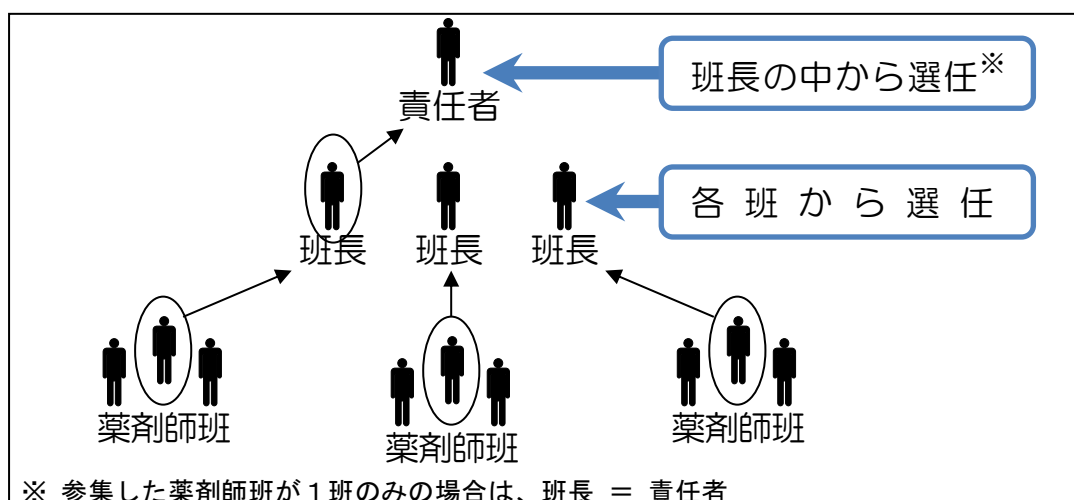 班長の中から選任※
責任者
各班から選任
班長
班長
班長
薬剤師班
薬剤師班
薬剤師班
※ 参集した薬剤師班が１班のみの場合は、班長 ＝ 責任者